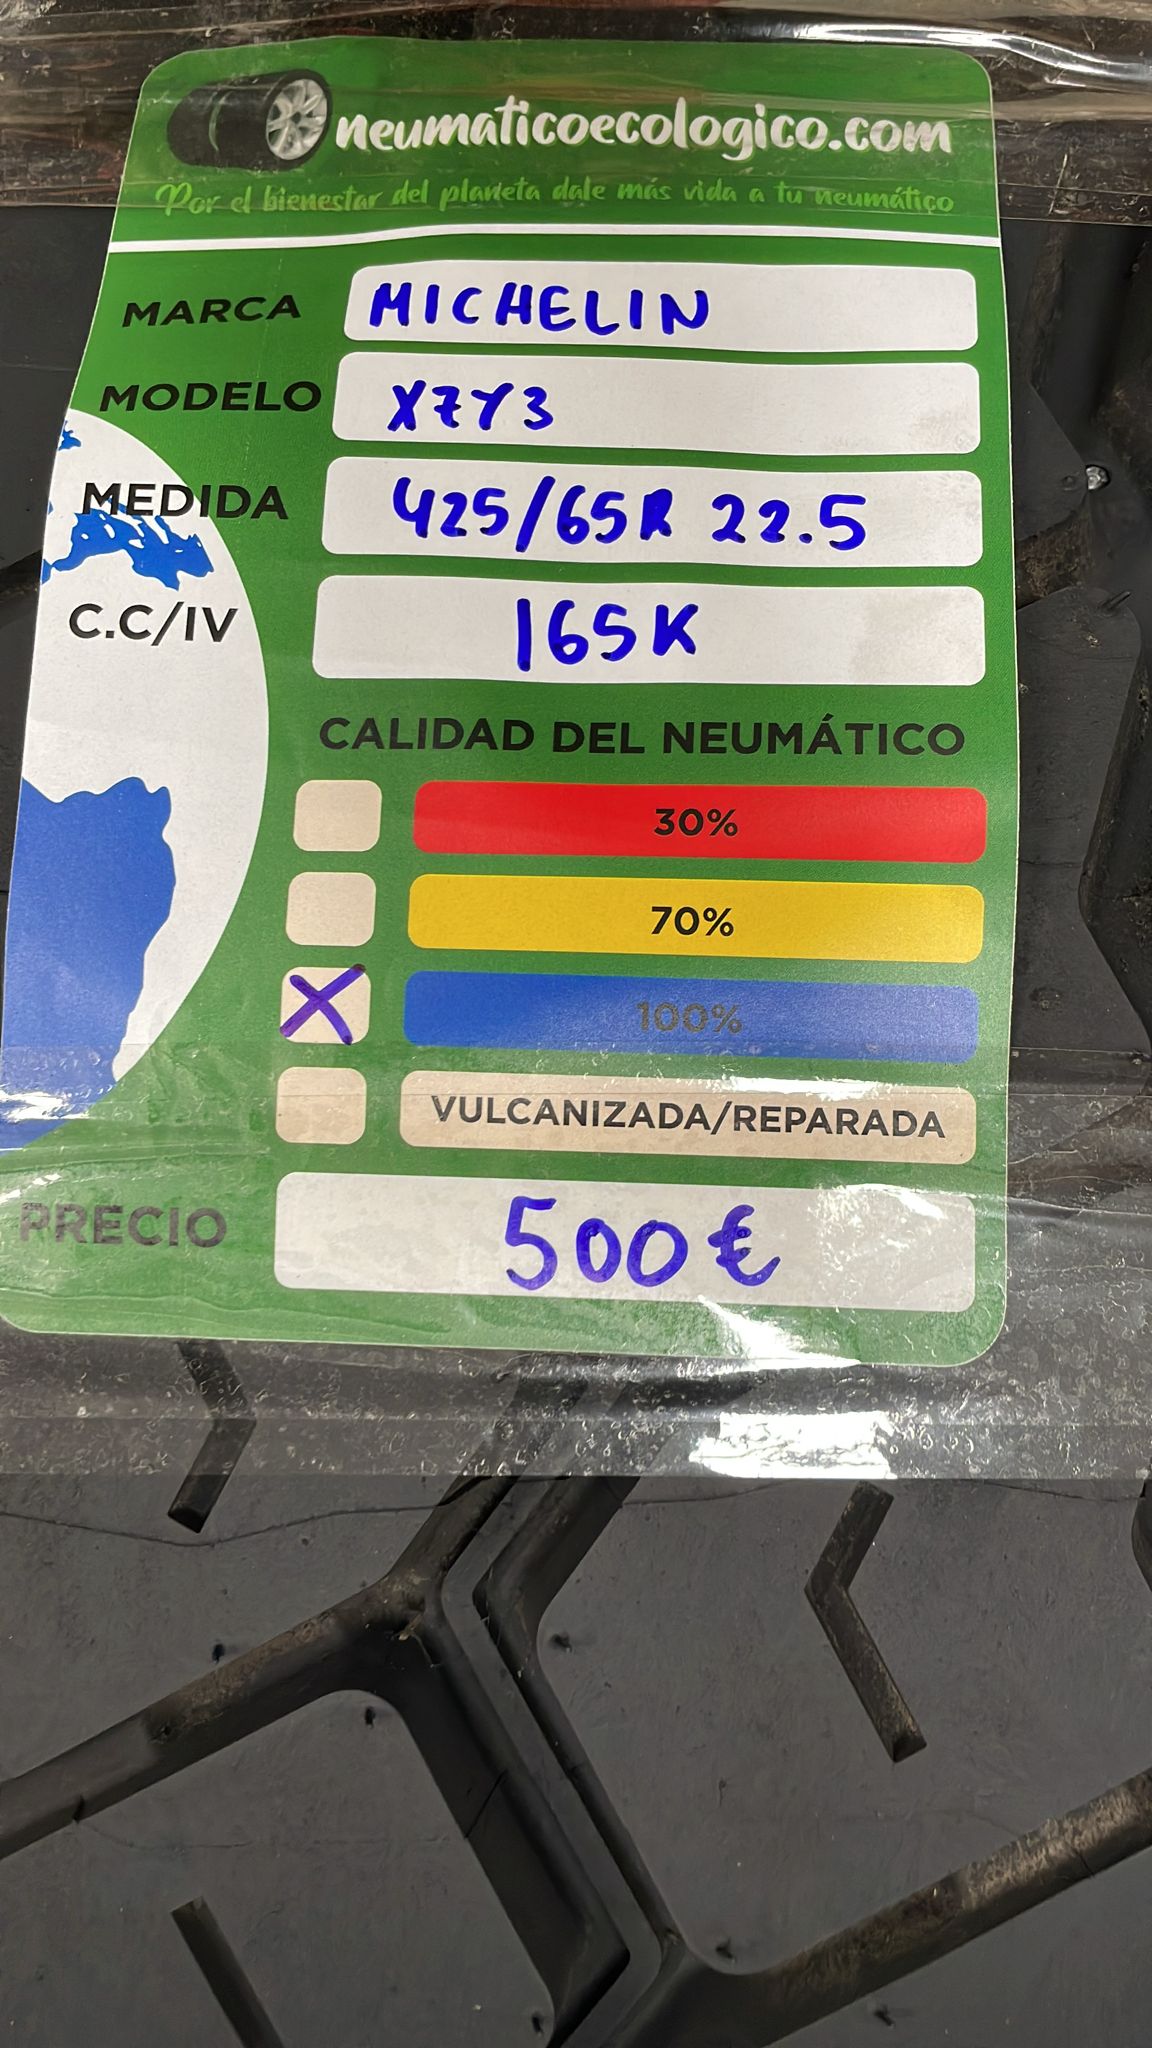 neumaticoecologico.com
Por el bienestar del planeta dale más vida a tu neumático
MARCA MICHELIN
MODELO XZY3
MEDIDA 425/65R 22.5
C.C/IV 165K
CALIDAD DEL NEUMÁTICO
30%
70%
X 100%
VULCANIZADA/REPARADA
PRECIO 500€